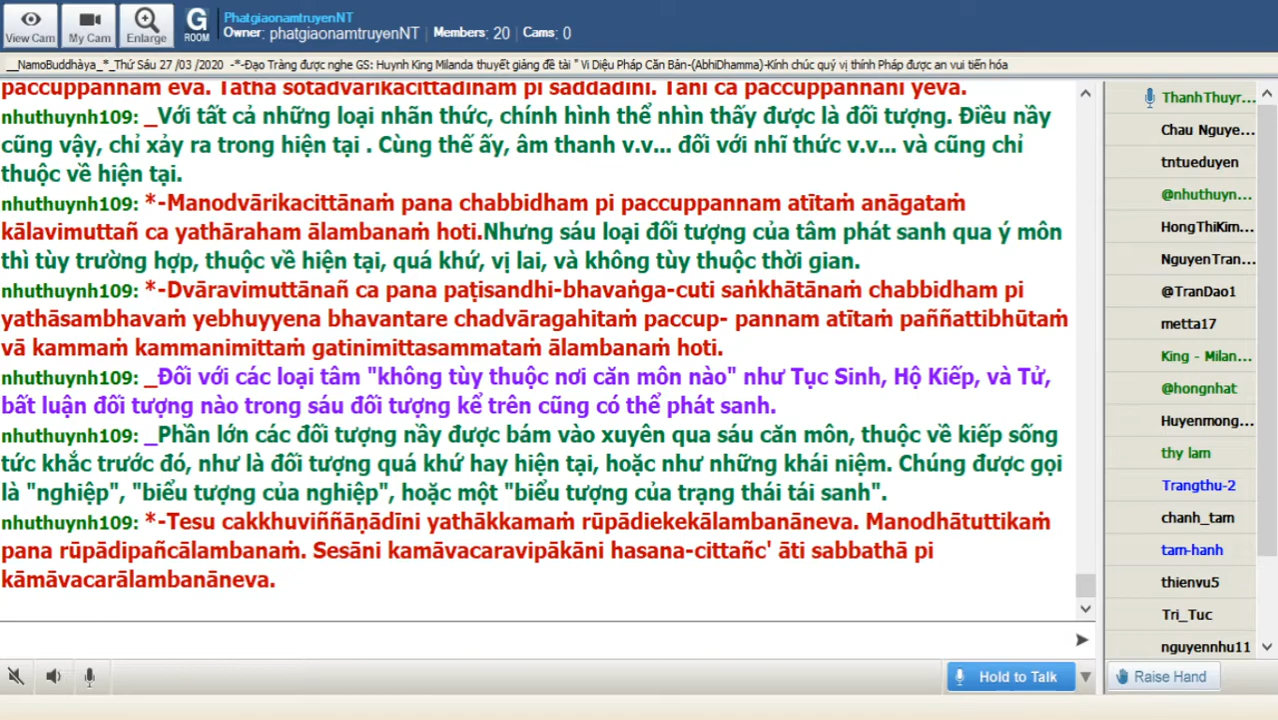 View Cam
My Cam
Enlarge
G
ROOM
PhatgiaonamtruyenNT
Owner: phatgiaonamtruyenNT | Members: 20 | Cams: 0
__NamoBuddhàya_*_Thứ Sáu 27 /03 /2020 -*-Đạo Tràng được nghe GS: Huynh King Milanda thuyết giảng đề tài " Vi Diệu Pháp Căn Bản-(AbhiDhamma)-Kính chúc quý vị thính Pháp được an vui tiến hóa
paccuppannam eva. Tathā sotadvārikacittādinam pi saddādīni. Tāni ca paccuppannāni yeva.
nhuthuynh109: _Với tất cả những loại nhãn thức, chính hình thể nhìn thấy được là đối tượng. Điều nầy
cũng vậy, chỉ xảy ra trong hiện tại . Cùng thế ấy, âm thanh v.v... đối với nhĩ thức v.v... và cũng chỉ
thuộc về hiện tại.
nhuthuynh109: *-Manodvārikacittānaṁ pana chabbidham pi paccuppannam atītaṁ anāgataṁ
kālavimuttañ ca yathāraham ālambanaṁ hoti.Nhưng sáu loại đối tượng của tâm phát sanh qua ý môn
thì tùy trường hợp, thuộc về hiện tại, quá khứ, vị lai, và không tùy thuộc thời gian.
nhuthuynh109: *-Dvāravimuttānañ ca pana paṭisandhi-bhavaṅga-cuti saṅkhātānaṁ chabbidham pi
yathāsambhavaṁ yebhuyyena bhavantare chadvāragahitaṁ paccup- pannam atītaṁ paññattibhūtaṁ
vā kammaṁ kammanimittaṁ gatinimittasammataṁ ālambanaṁ hoti.
nhuthuynh109: _Đối với các loại tâm "không tùy thuộc nơi căn môn nào" như Tục Sinh, Hộ Kiếp, và Tử,
bất luận đối tượng nào trong sáu đối tượng kể trên cũng có thể phát sanh.
nhuthuynh109: _Phần lớn các đối tượng nầy được bám vào xuyên qua sáu căn môn, thuộc về kiếp sống
tức khắc trước đó, như là đối tượng quá khứ hay hiện tại, hoặc như những khái niệm. Chúng được gọi
là "nghiệp", "biểu tượng của nghiệp", hoặc một "biểu tượng của trạng thái tái sanh".
nhuthuynh109: *-Tesu cakkhuviññāṇādīni yathākkamaṁ rūpādiekekālambanāneva. Manodhātuttikaṁ
pana rūpādipañcālambanaṁ. Sesāni kamāvacaravipākāni hasana-cittañc' āti sabbathā pi
kāmāvacarālambanāneva.
ThanhThuyr...
Chau Nguye...
tntueduyen
@nhuthuyn...
HongThiKim...
NguyenTran...
@TranDao1
metta17
King - Milan...
@hongnhat
Huyenmong...
thy lam
Trangthu-2
chanh_tam
tam-hanh
thienvu5
Tri_Tuc
nguyennhu11
Hold to Talk
Raise Hand